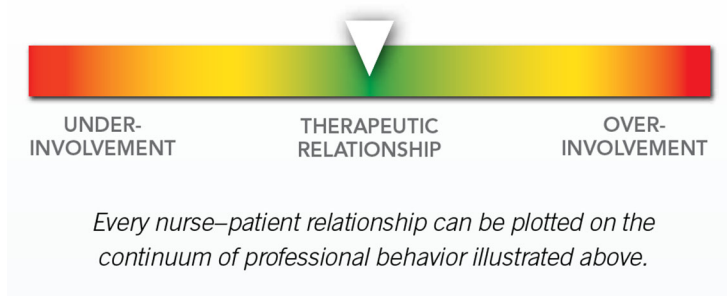 UNDER-
INVOLVEMENT
THERAPEUTIC
RELATIONSHIP
OVER-
INVOLVEMENT
Every nurse–patient relationship can be plotted on the
continuum of professional behavior illustrated above.